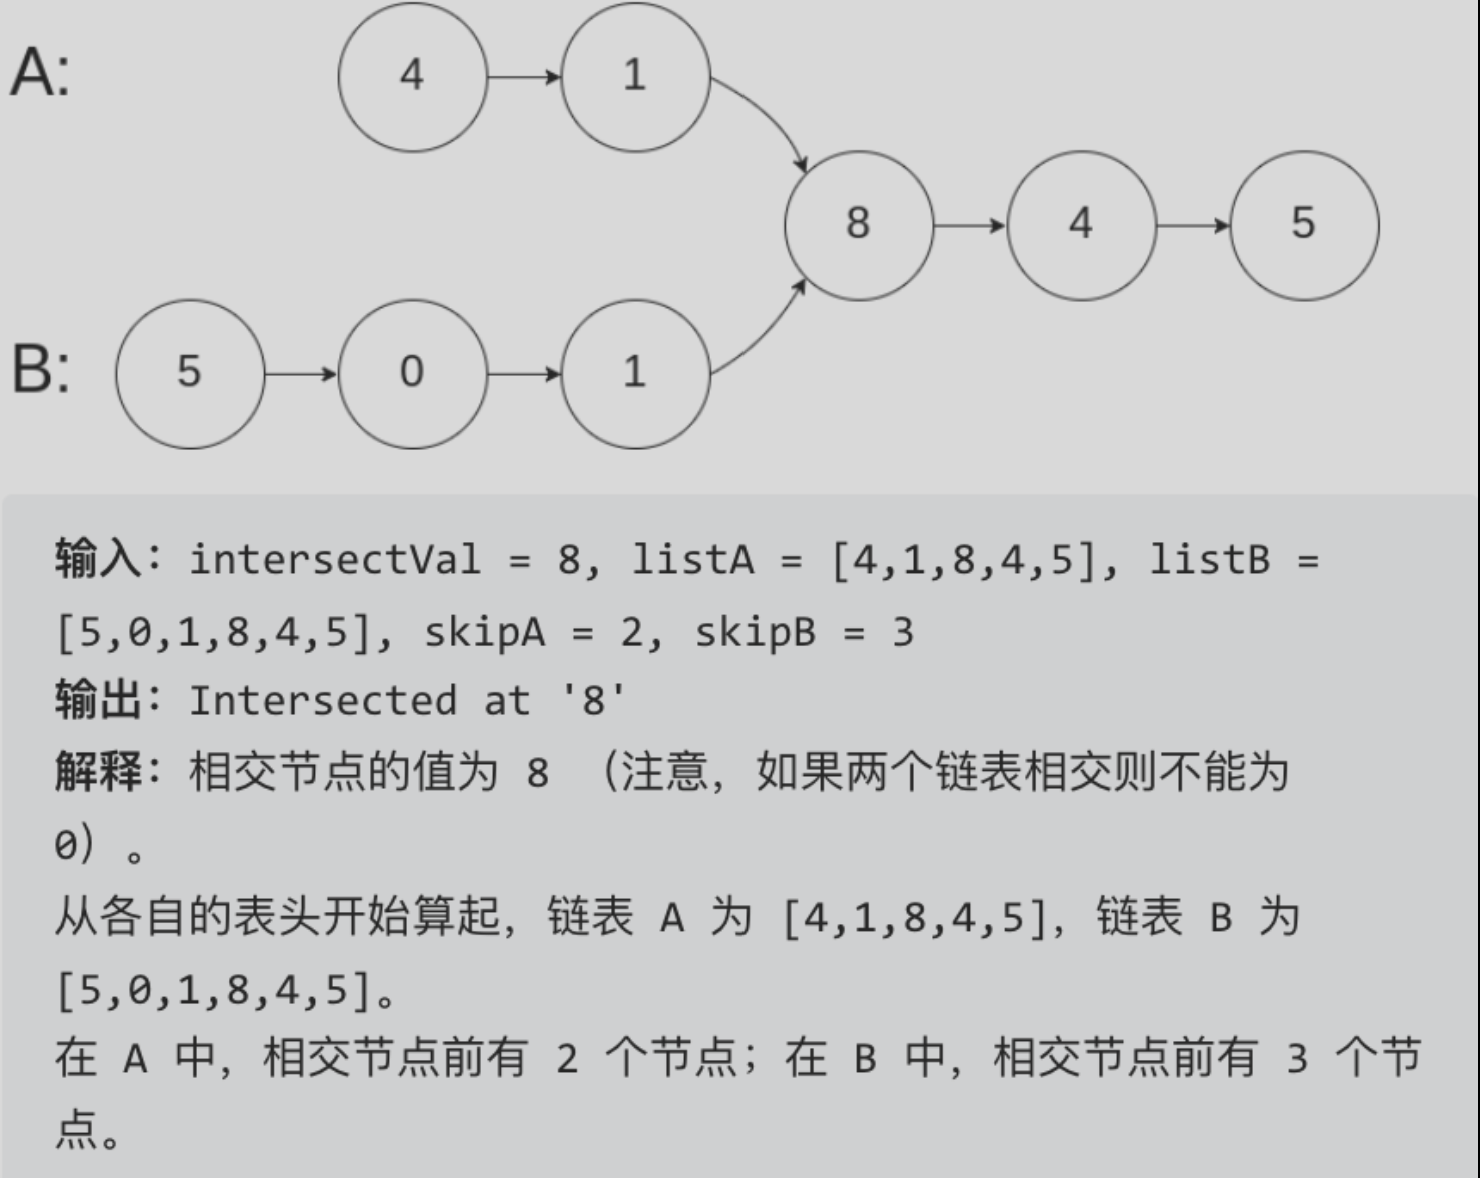 A:
4 1
8 4 5
B:
5 0 1
输入：intersectVal = 8, listA = [4,1,8,4,5], listB =
[5,0,1,8,4,5], skipA = 2, skipB = 3
输出：Intersected at '8'
解释：相交节点的值为 8 （注意，如果两个链表相交则不能为
0）。
从各自的表头开始算起，链表 A 为 [4,1,8,4,5]，链表 B 为
[5,0,1,8,4,5]。
在 A 中，相交节点前有 2 个节点；在 B 中，相交节点前有 3 个节
点。